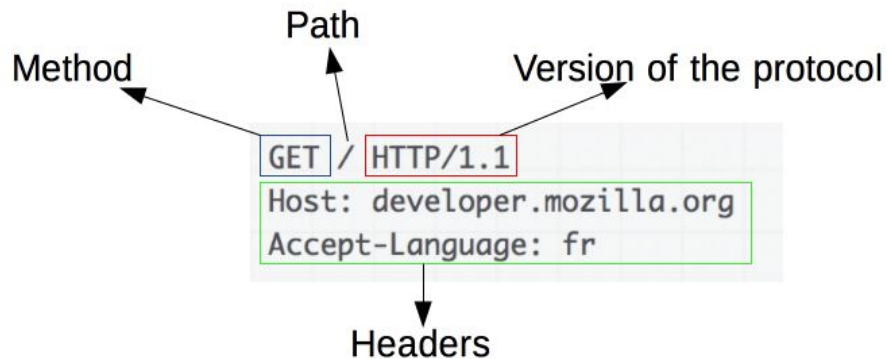 Path
Method
Version of the protocol
GET / HTTP/1.1
Host: developer.mozilla.org
Accept-Language: fr
Headers